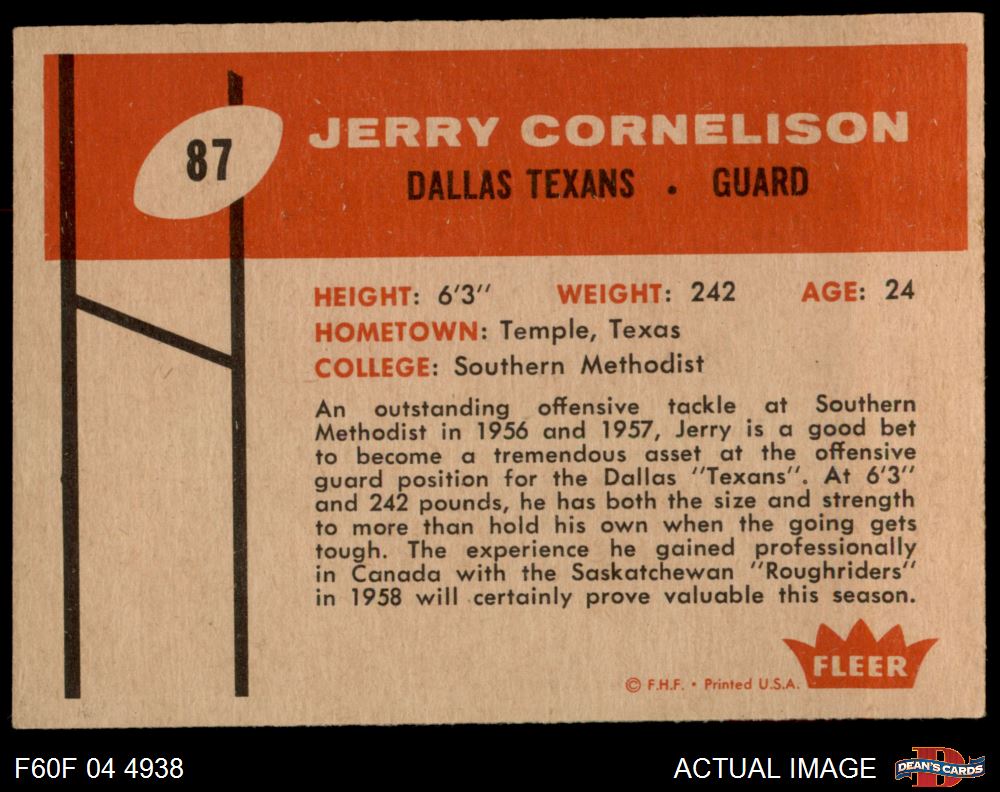 87
JERRY CORNELISON
DALLAS TEXANS • GUARD
HEIGHT: 6'3" WEIGHT: 242 AGE: 24
HOMETOWN: Temple, Texas
COLLEGE: Southern Methodist
An outstanding offensive tackle at Southern
Methodist in 1956 and 1957, Jerry is a good bet
to become a tremendous asset at the offensive
guard position for the Dallas "Texans". At 6'3"
and 242 pounds, he has both the size and strength
to more than hold his own when the going gets
tough. The experience he gained professionally
in Canada with the Saskatchewan "Roughriders"
in 1958 will certainly prove valuable this season.
FLEER
© F.H.F. • Printed U.S.A.
F60F 04 4938
ACTUAL IMAGE
DEAN'S CARDS